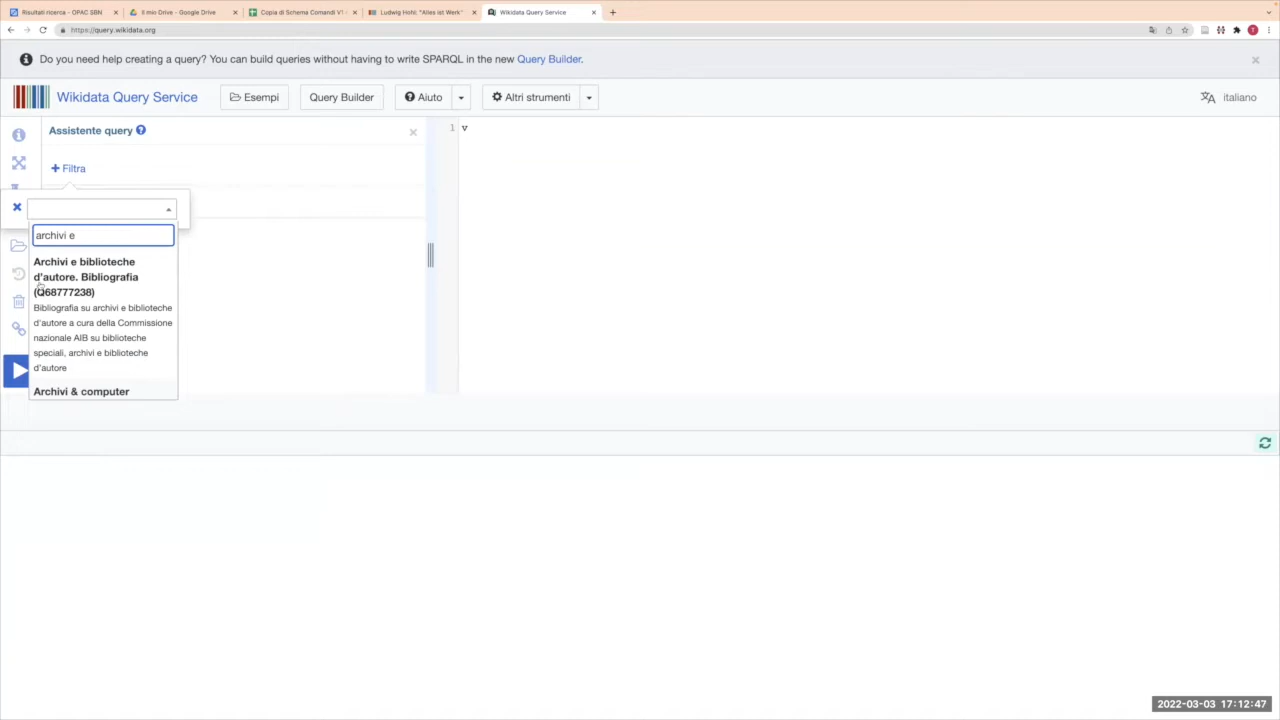 Risultati ricerca - OPAC SBN
Il mio Drive - Google Drive
Copia di Schema Comandi V1
Ludwig Hohl: "Alles ist Werk"
Wikidata Query Service
https://query.wikidata.org
T
Do you need help creating a query? You can build queries without having to write SPARQL in the new Query Builder.
Wikidata Query Service
Esempi
Query Builder
Aiuto
Altri strumenti
italiano
Assistente query
1 v
Filtra
archivi e
Archivi e biblioteche
d'autore. Bibliografia
(Q68777238)
Bibliografia su archivi e biblioteche
d'autore a cura della Commissione
nazionale AIB su biblioteche
speciali, archivi e biblioteche
d'autore
Archivi & computer
2022-03-03 17:12:47